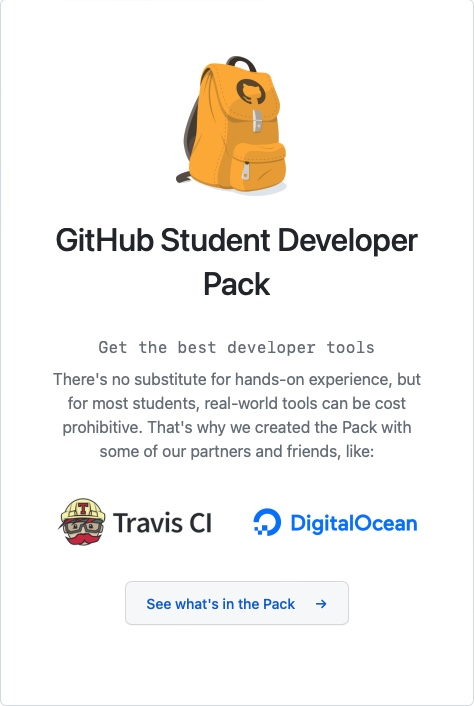 GitHub Student Developer
Pack
Get the best developer tools
There's no substitute for hands-on experience, but
for most students, real-world tools can be cost
prohibitive. That's why we created the Pack with
some of our partners and friends, like:
T
Travis CI
DigitalOcean
See what's in the Pack →